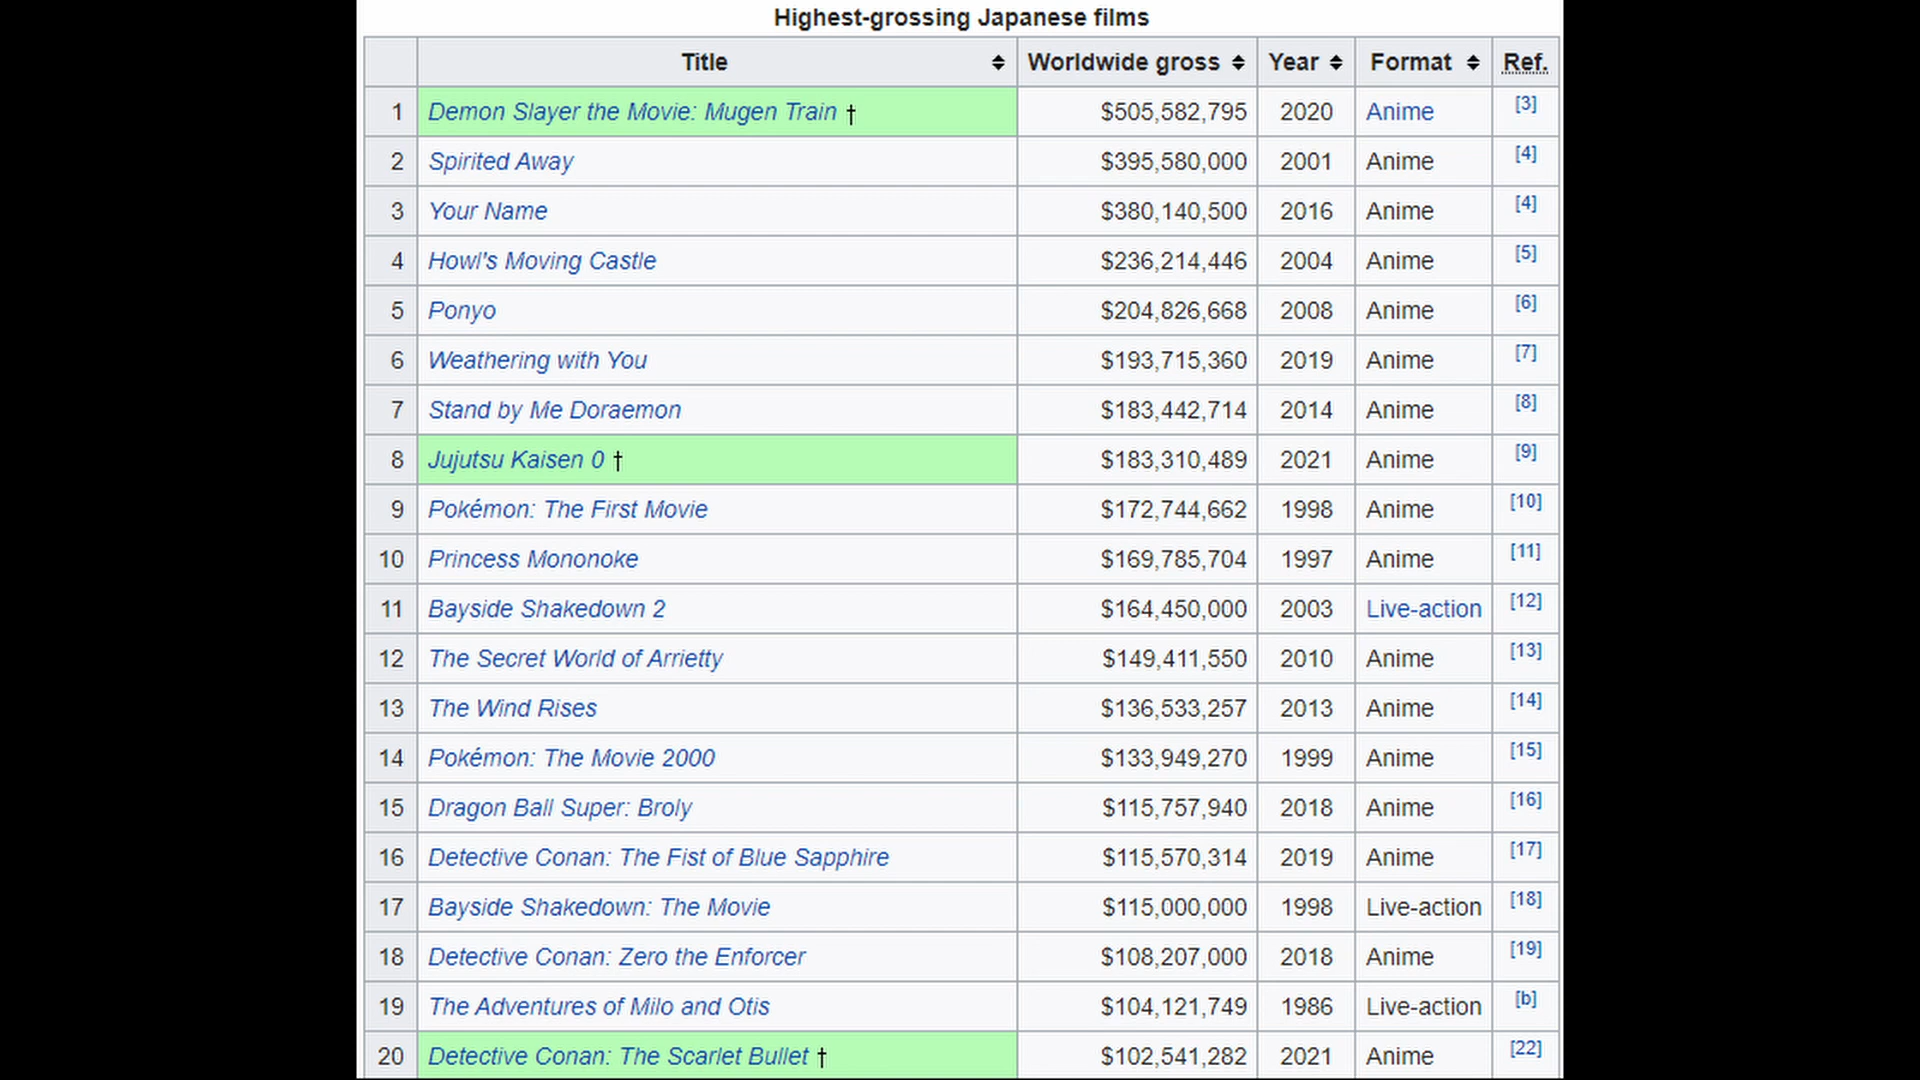 Highest-grossing Japanese films
Title Worldwide gross Year Format Ref.
1 Demon Slayer the Movie: Mugen Train † $505,582,795 2020 Anime [3]
2 Spirited Away $395,580,000 2001 Anime [4]
3 Your Name $380,140,500 2016 Anime [4]
4 Howl's Moving Castle $236,214,446 2004 Anime [5]
5 Ponyo $204,826,668 2008 Anime [6]
6 Weathering with You $193,715,360 2019 Anime [7]
7 Stand by Me Doraemon $183,442,714 2014 Anime [8]
8 Jujutsu Kaisen 0 † $183,310,489 2021 Anime [9]
9 Pokémon: The First Movie $172,744,662 1998 Anime [10]
10 Princess Mononoke $169,785,704 1997 Anime [11]
11 Bayside Shakedown 2 $164,450,000 2003 Live-action [12]
12 The Secret World of Arrietty $149,411,550 2010 Anime [13]
13 The Wind Rises $136,533,257 2013 Anime [14]
14 Pokémon: The Movie 2000 $133,949,270 1999 Anime [15]
15 Dragon Ball Super: Broly $115,757,940 2018 Anime [16]
16 Detective Conan: The Fist of Blue Sapphire $115,570,314 2019 Anime [17]
17 Bayside Shakedown: The Movie $115,000,000 1998 Live-action [18]
18 Detective Conan: Zero the Enforcer $108,207,000 2018 Anime [19]
19 The Adventures of Milo and Otis $104,121,749 1986 Live-action [b]
20 Detective Conan: The Scarlet Bullet † $102,541,282 2021 Anime [22]